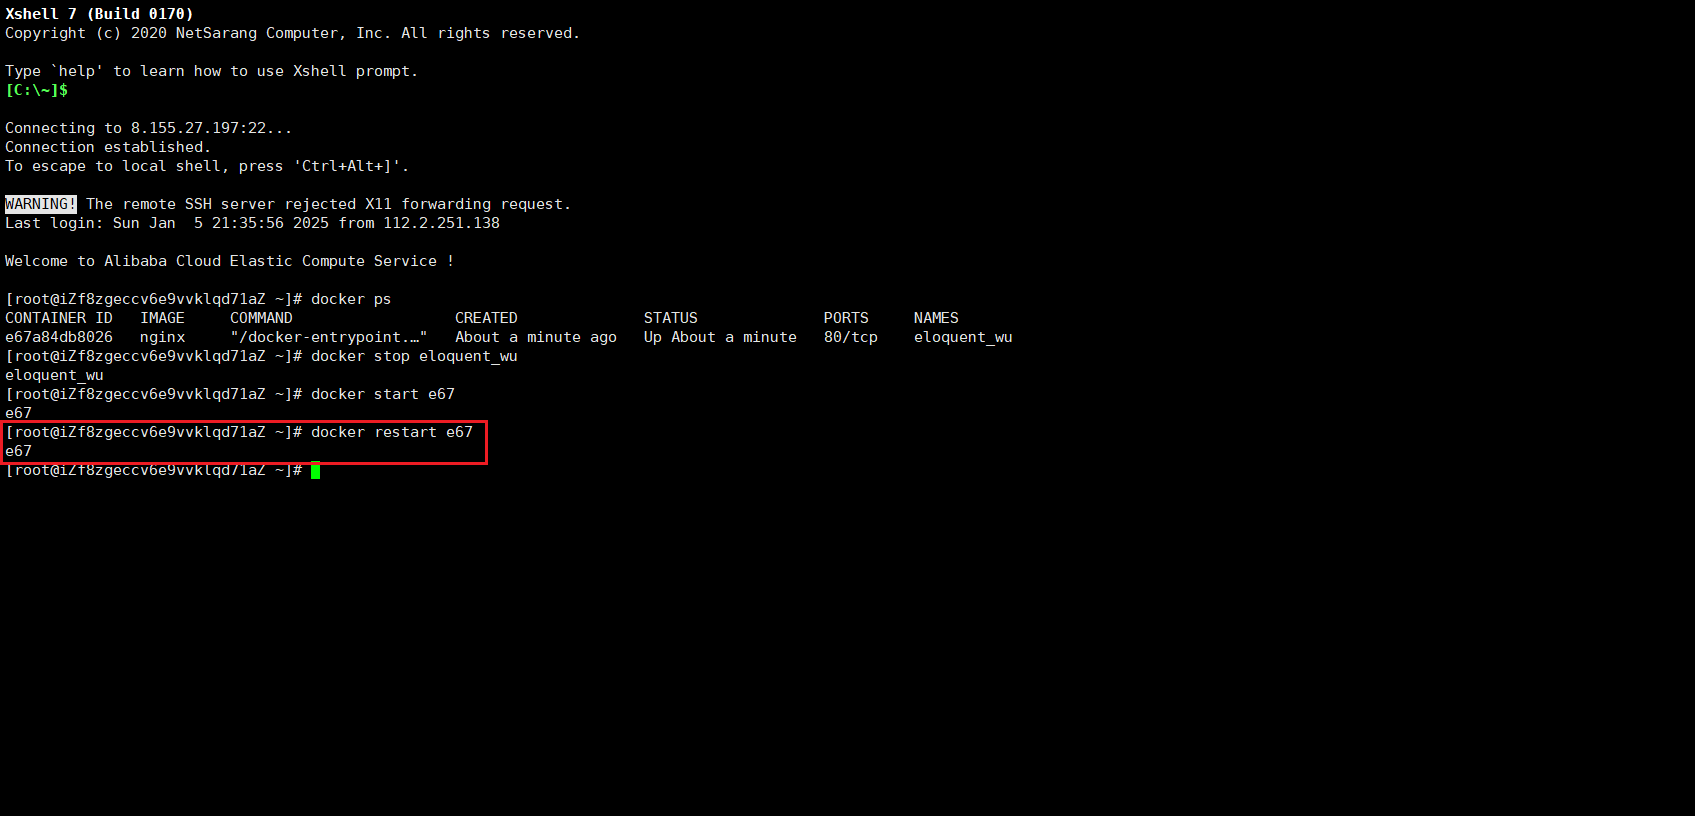 Xshell 7 (Build 0170)
Copyright (c) 2020 NetSarang Computer, Inc. All rights reserved.
Type `help' to learn how to use Xshell prompt.
[C:\~]$
Connecting to 8.155.27.197:22...
Connection established.
To escape to local shell, press 'Ctrl+Alt+]'.
WARNING! The remote SSH server rejected X11 forwarding request.
Last login: Sun Jan  5 21:35:56 2025 from 112.2.251.138
Welcome to Alibaba Cloud Elastic Compute Service !
[root@iZf8zgeccv6e9vvklqd71aZ ~]# docker ps
CONTAINER ID   IMAGE     COMMAND                  CREATED              STATUS              PORTS     NAMES
e67a84db8026   nginx     "/docker-entrypoint.…"   About a minute ago   Up About a minute   80/tcp    eloquent_wu
[root@iZf8zgeccv6e9vvklqd71aZ ~]# docker stop eloquent_wu
eloquent_wu
[root@iZf8zgeccv6e9vvklqd71aZ ~]# docker start e67
e67
[root@iZf8zgeccv6e9vvklqd71aZ ~]# docker restart e67
e67
[root@iZf8zgeccv6e9vvklqd71aZ ~]#